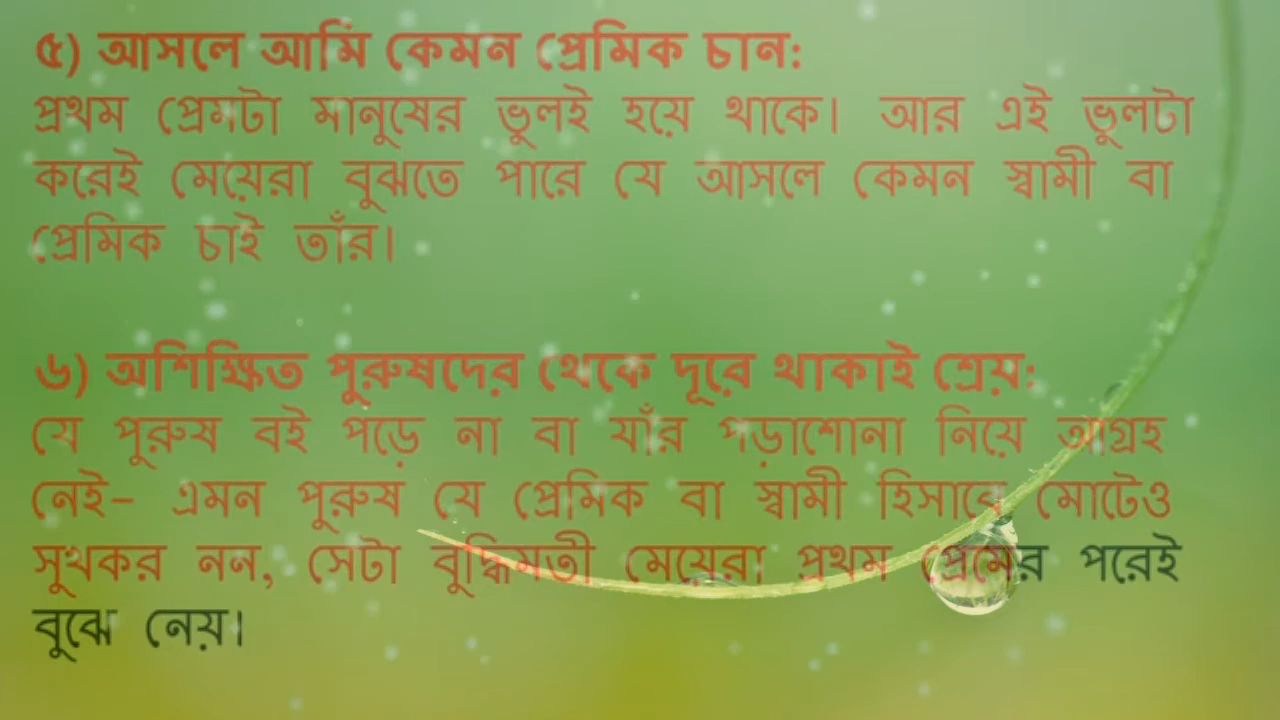 ৫) আসলে আমি কেমন প্রেমিক চান:
প্রথম প্রেমটা মানুষের ভুলই হয়ে থাকে। আর এই ভুলটা
করেই মেয়েরা বুঝতে পারে যে আসলে কেমন স্বামী বা
প্রেমিক চাই তাঁর।
৬) অশিক্ষিত পুরুষদের থেকে দূরে থাকাই শ্রেয়:
যে পুরুষ বই পড়ে না বা যাঁর পড়াশোনা নিয়ে আগ্রহ
নেই- এমন পুরুষ যে প্রেমিক বা স্বামী হিসাবে মোটেও
সুখকর নন, সেটা বুদ্ধিমতী মেয়েরা প্রথম প্রেমের পরেই
বুঝে নেয়।